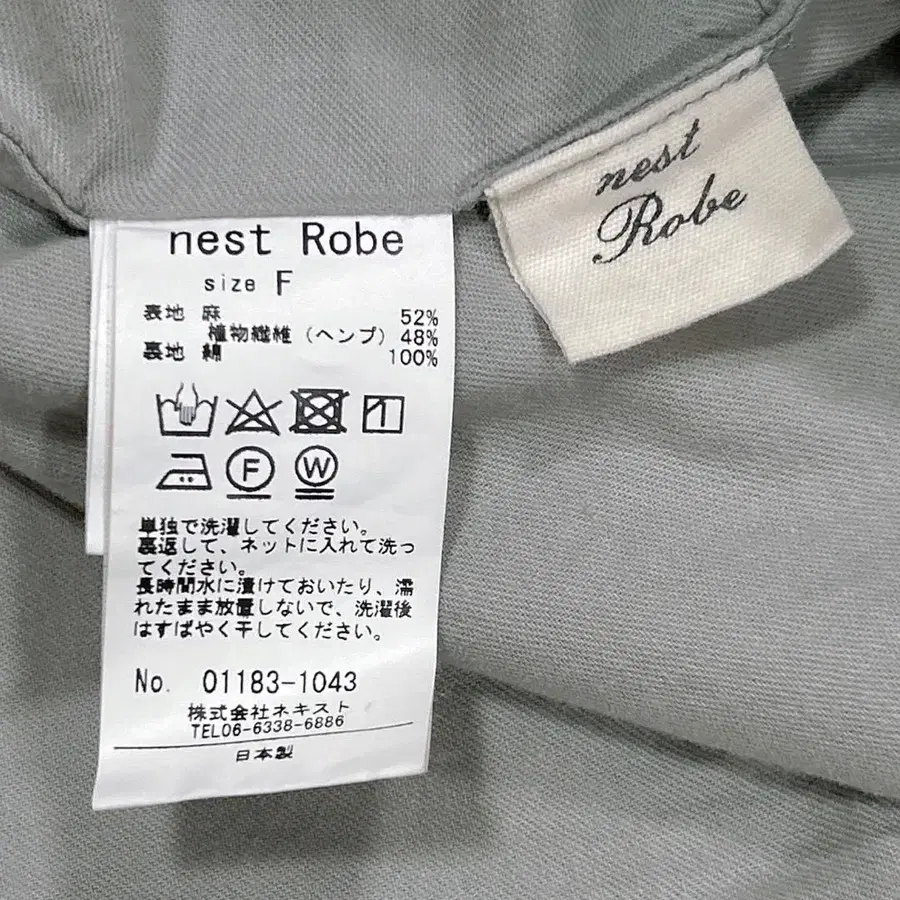 nest Robe
size F
表地 麻 52%
植物繊維（ヘンプ）48%
裏地 綿 100%
F W
単独で洗濯してください。
裏返して、ネットに入れて洗っ
てください。
長時間水に漬けておいたり、濡
れたまま放置しないで、洗濯後
はすばやく干してください。
No. 01183-1043
株式会社ネキスト
TEL06-6338-6886
日本製
nest
Robe